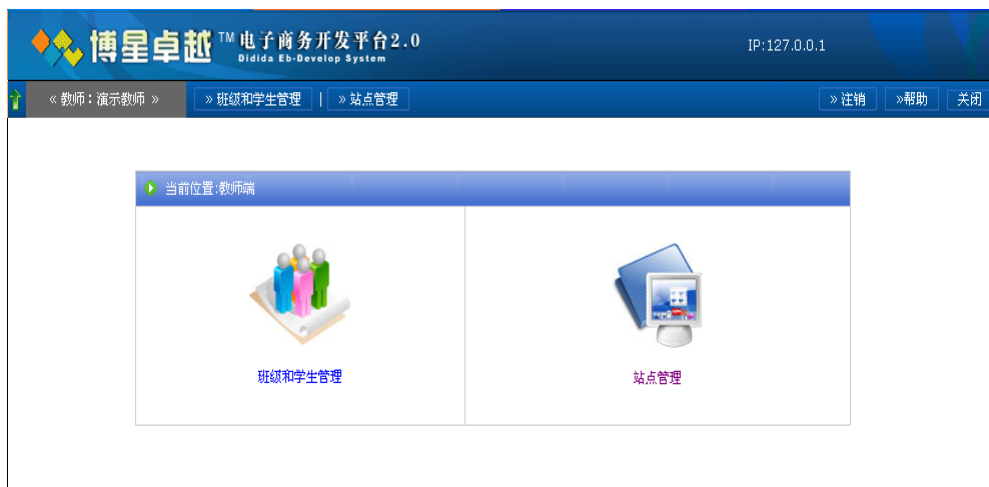 博星卓越™电子商务开发平台2.0
Didida Eb-Develop System
IP:127.0.0.1
« 教师：演示教师 » » 班级和学生管理 | » 站点管理 » 注销 »帮助 关闭
当前位置:教师端
班级和学生管理 站点管理